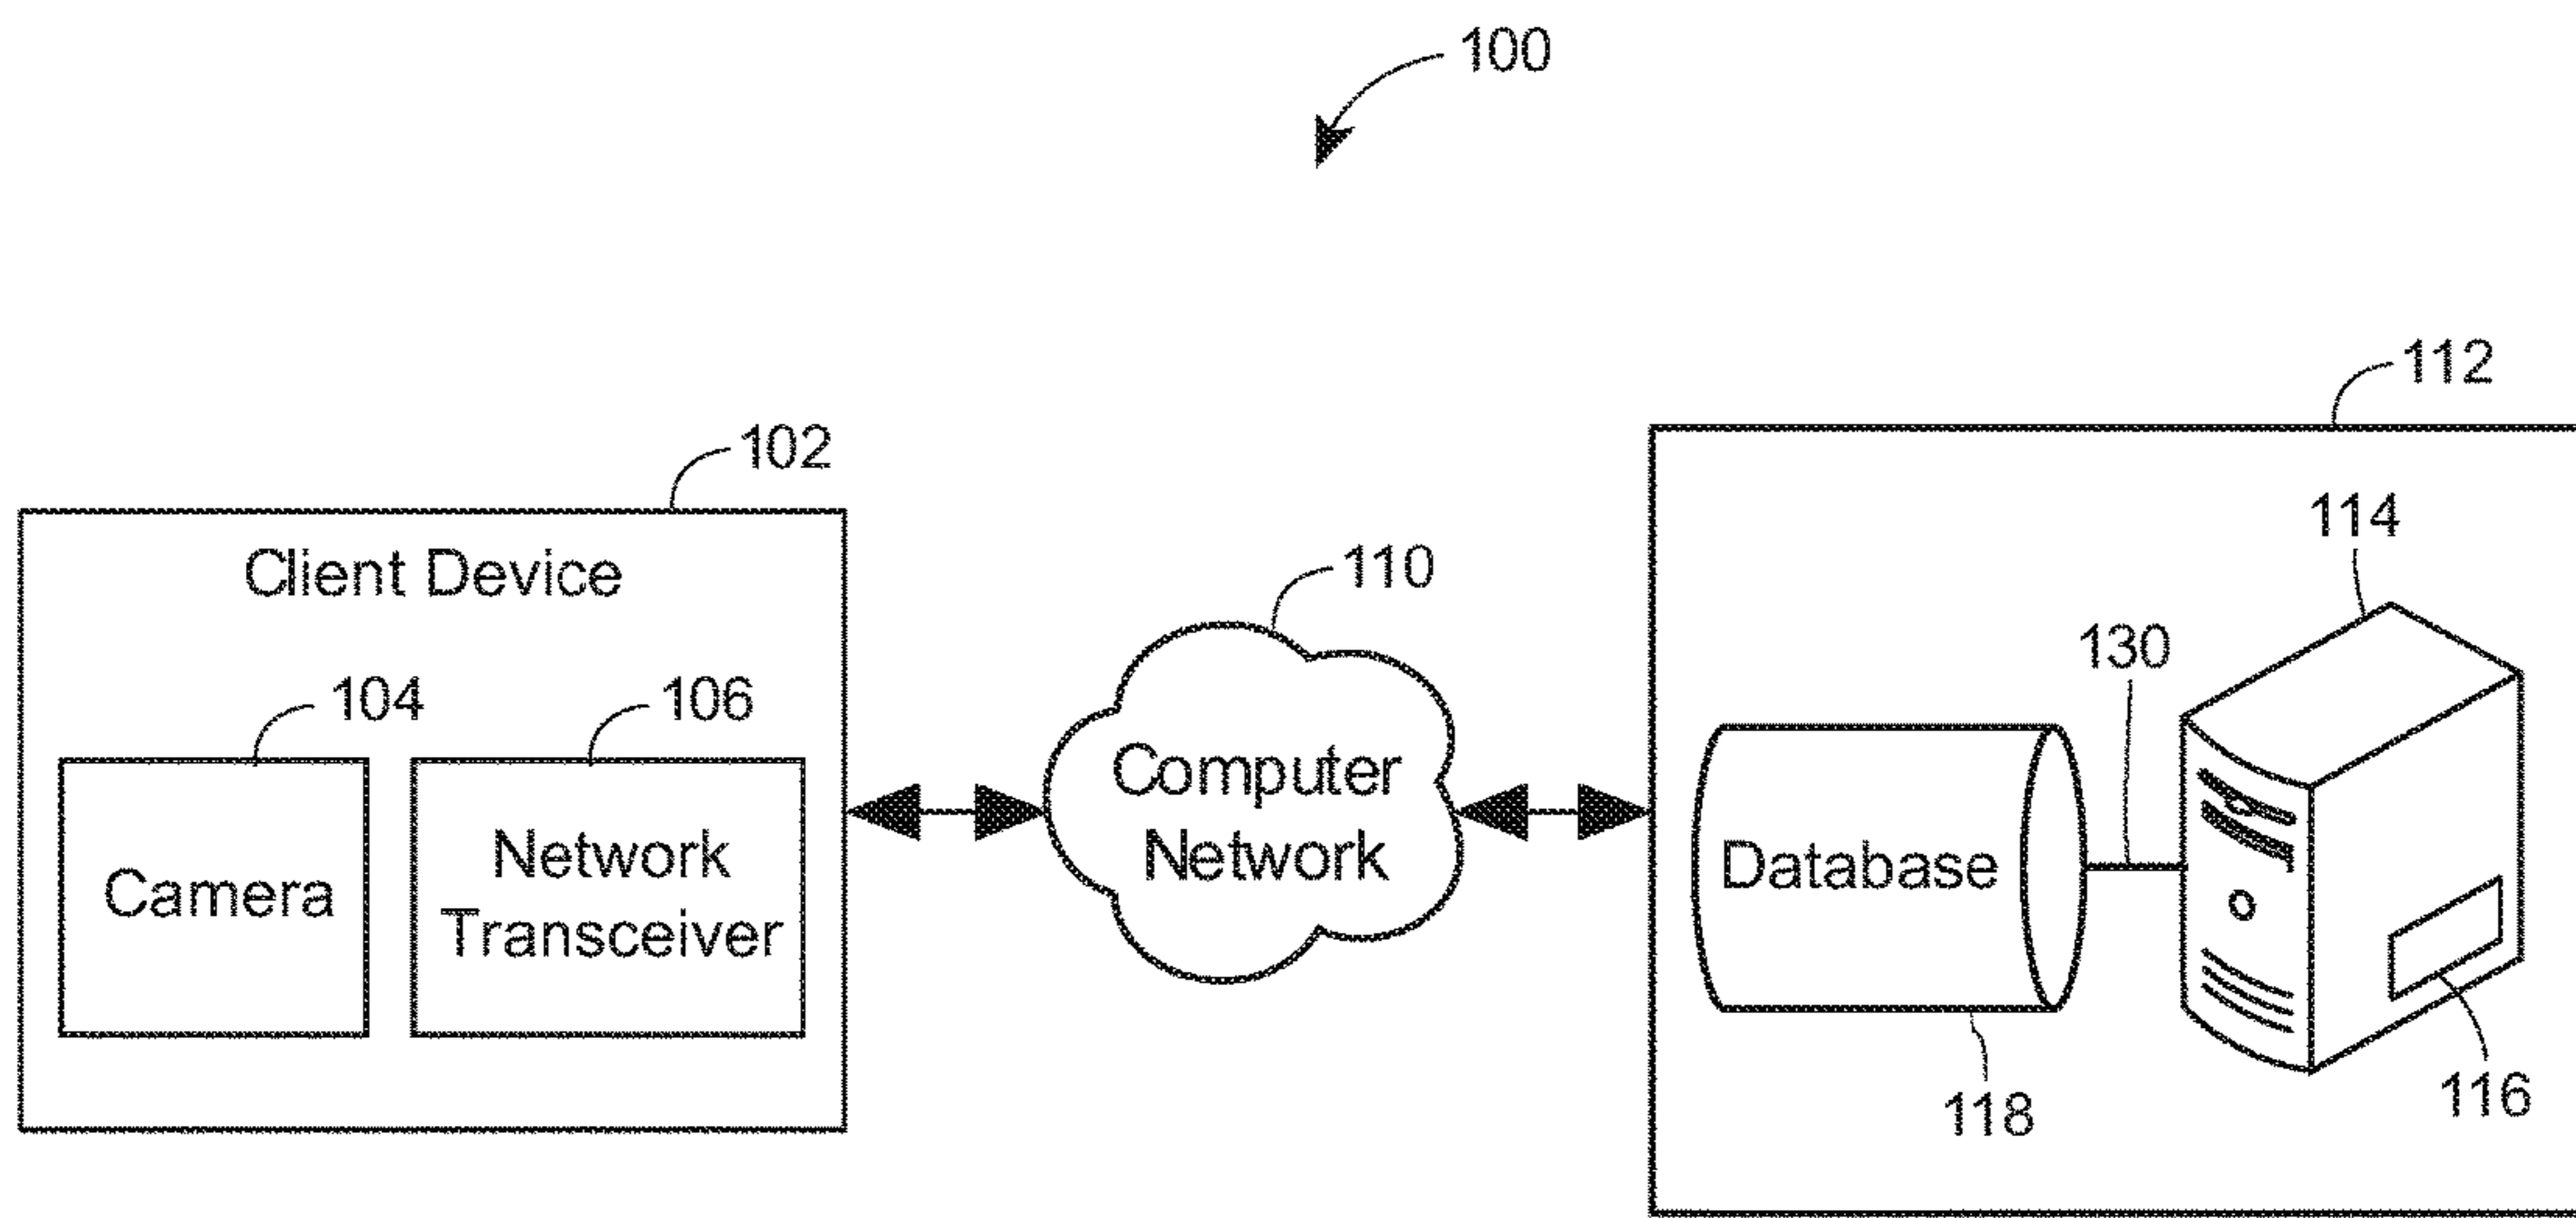 100
112
102
114
Client Device
110
130
104
106
Computer
Network
Camera
Network
Transceiver
Database
118
116